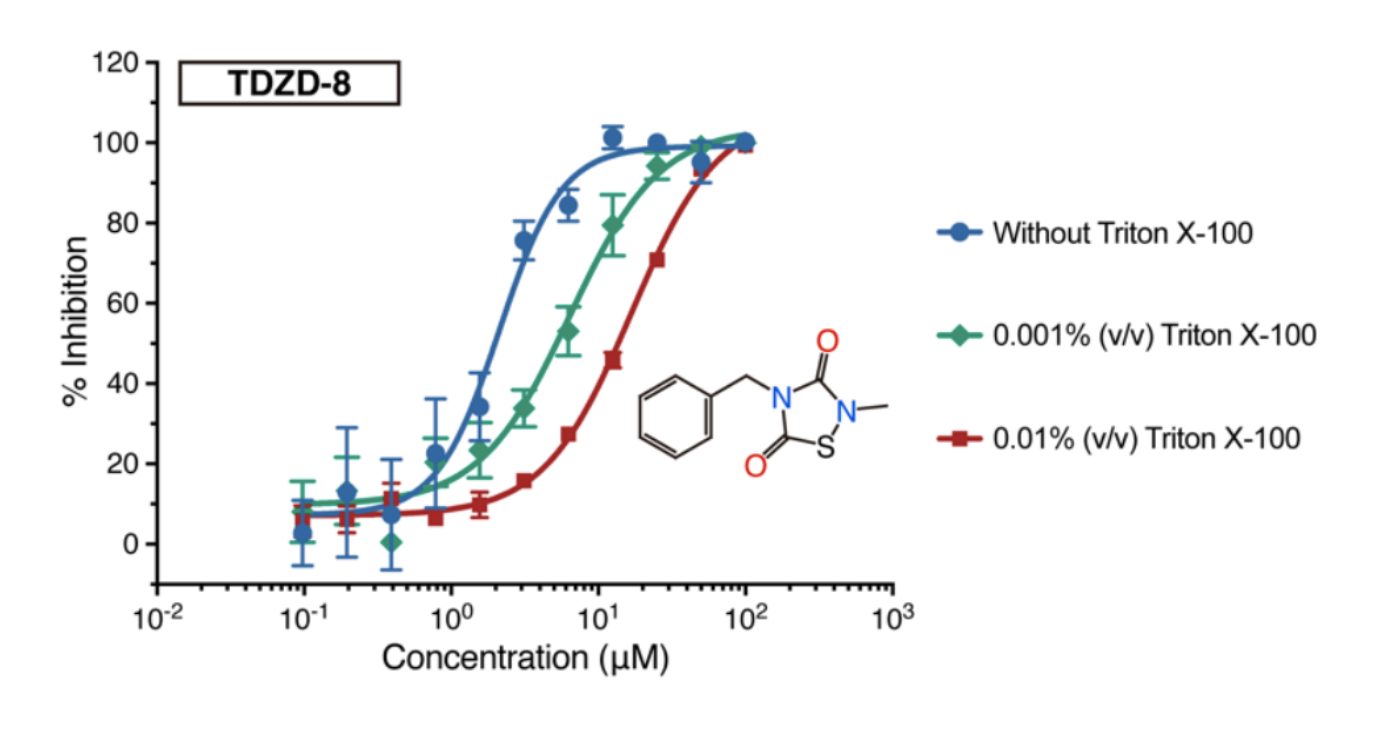 TDZD-8
120
100
80
60
40
20
0
% Inhibition
10⁻² 10⁻¹ 10⁰ 10¹ 10² 10³
Concentration (μM)
O
N
N
S
O
Without Triton X-100
0.001% (v/v) Triton X-100
0.01% (v/v) Triton X-100